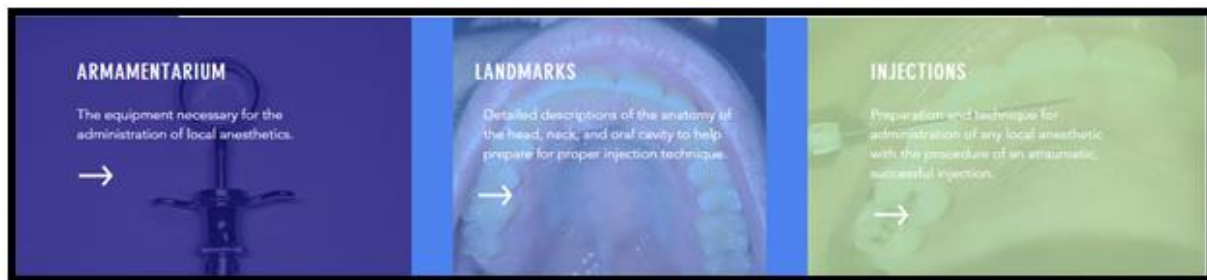 ARMAMENTARIUM
The equipment necessary for the
administration of local anesthetics.
LANDMARKS
Detailed descriptions of the anatomy of
the head, neck, and oral cavity to help
prepare for proper injection technique.
INJECTIONS
Preparation and technique for
administration of any local anesthetic
with the procedure of an atraumatic,
successful injection.